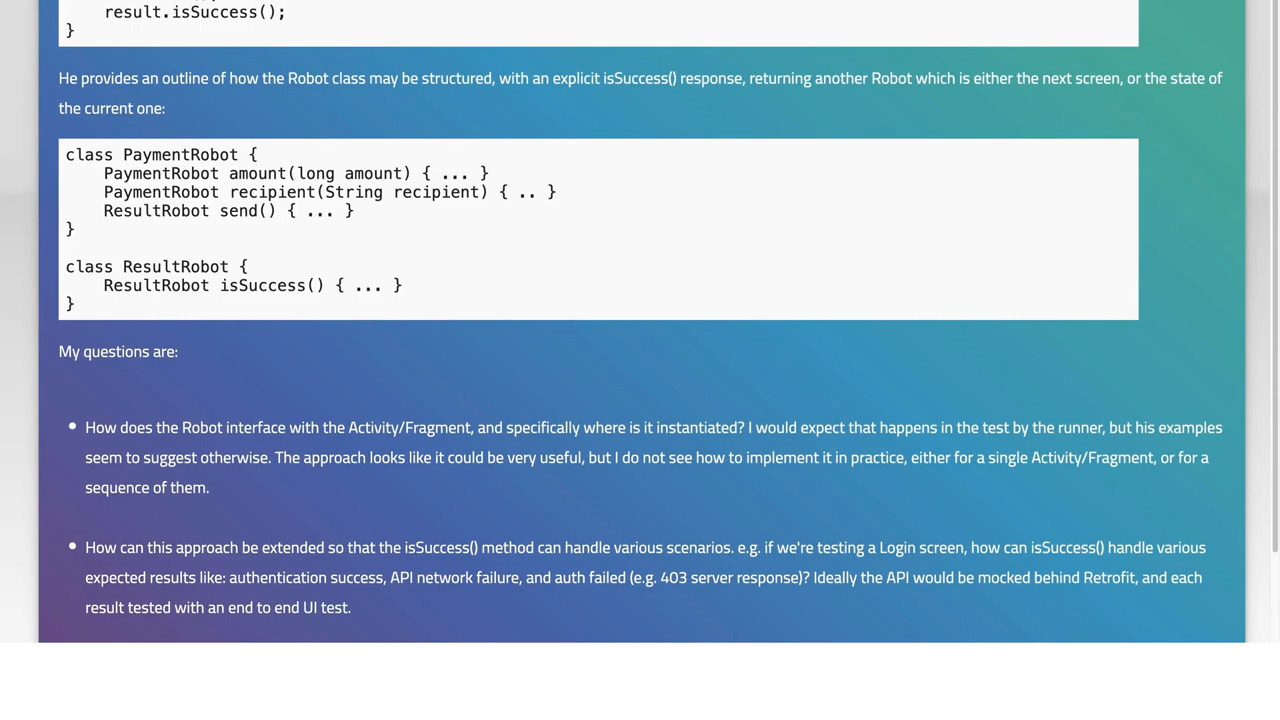 result.isSuccess();
}
He provides an outline of how the Robot class may be structured, with an explicit isSuccess() response, returning another Robot which is either the next screen, or the state of
the current one:
class PaymentRobot {
    PaymentRobot amount(long amount) { ... }
    PaymentRobot recipient(String recipient) { .. }
    ResultRobot send() { ... }
}
class ResultRobot {
    ResultRobot isSuccess() { ... }
}
My questions are:
• How does the Robot interface with the Activity/Fragment, and specifically where is it instantiated? I would expect that happens in the test by the runner, but his examples
seem to suggest otherwise. The approach looks like it could be very useful, but I do not see how to implement it in practice, either for a single Activity/Fragment, or for a
sequence of them.
• How can this approach be extended so that the isSuccess() method can handle various scenarios. e.g. if we're testing a Login screen, how can isSuccess() handle various
expected results like: authentication success, API network failure, and auth failed (e.g. 403 server response)? Ideally the API would be mocked behind Retrofit, and each
result tested with an end to end UI test.